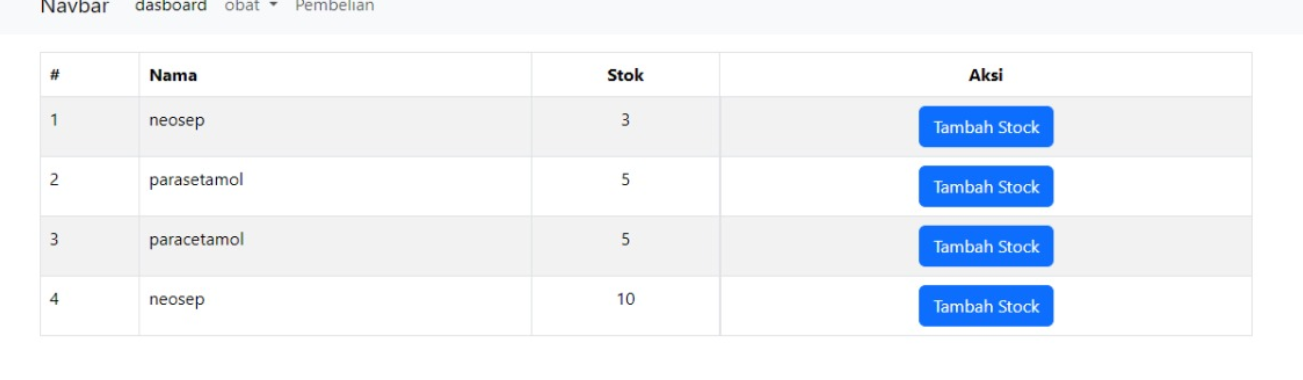 Navbar dasboard obat Pembelian
# Nama Stok Aksi
1 neosep 3 Tambah Stock
2 parasetamol 5 Tambah Stock
3 paracetamol 5 Tambah Stock
4 neosep 10 Tambah Stock